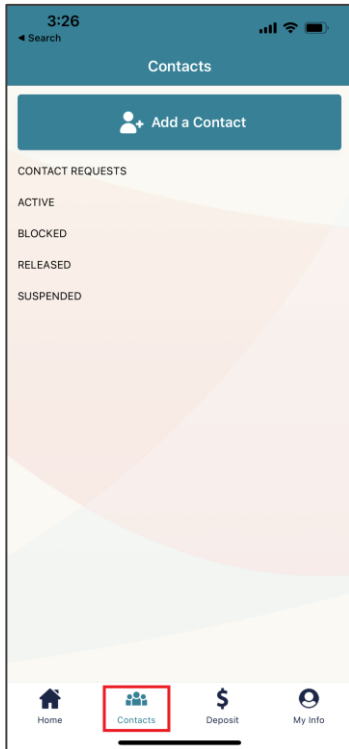 3:26
◀ Search
Contacts
Add a Contact
CONTACT REQUESTS
ACTIVE
BLOCKED
RELEASED
SUSPENDED
Home Contacts Deposit My Info